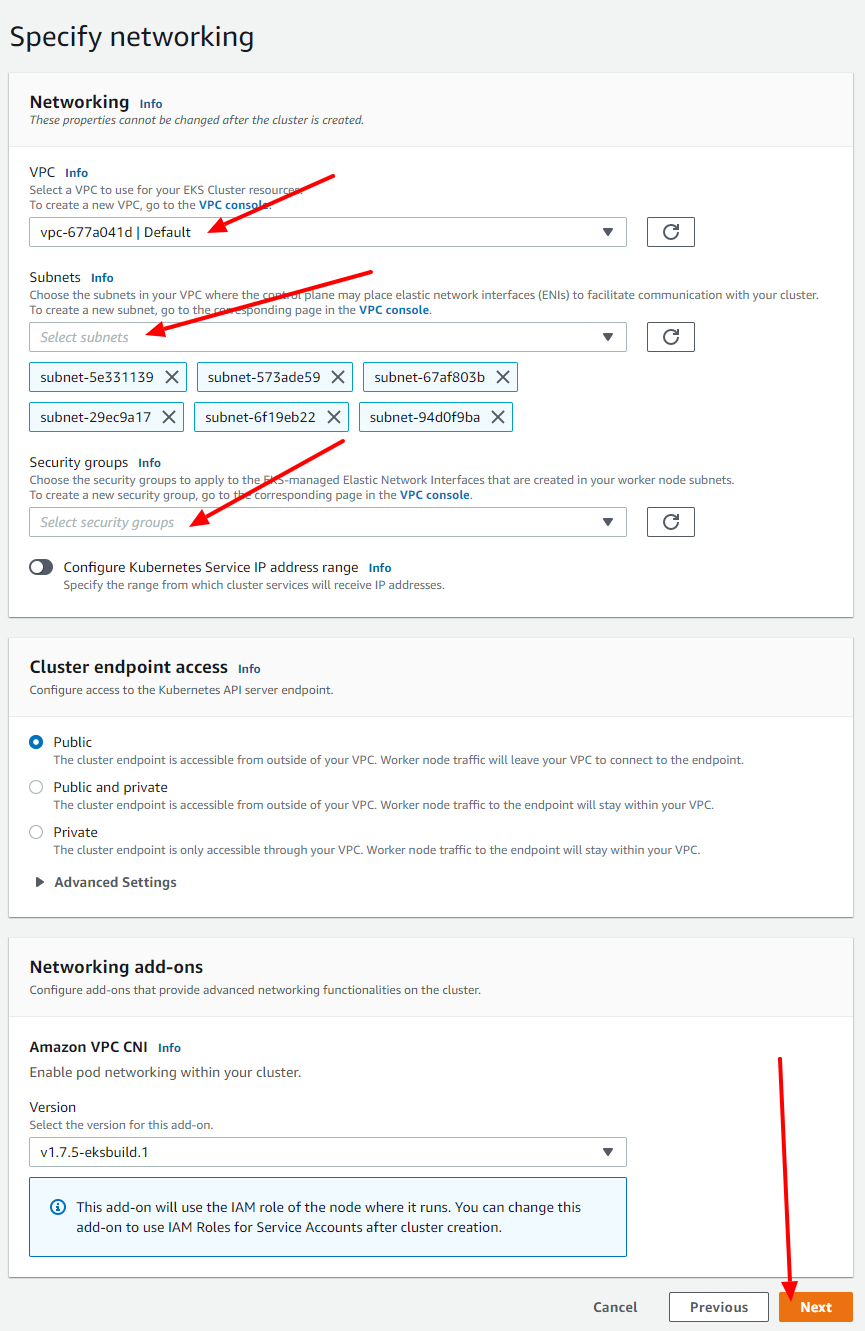 Specify networking
Networking Info
These properties cannot be changed after the cluster is created.
VPC Info
Select a VPC to use for your EKS Cluster resources.
To create a new VPC, go to the VPC console.
vpc-677a041d | Default
Subnets Info
Choose the subnets in your VPC where the control plane may place elastic network interfaces (ENIs) to facilitate communication with your cluster.
To create a new subnet, go to the corresponding page in the VPC console.
Select subnets
subnet-5e331139 subnet-573ade59 subnet-67af803b
subnet-29ec9a17 subnet-6f19eb22 subnet-94d0f9ba
Security groups Info
Choose the security groups to apply to the EKS-managed Elastic Network Interfaces that are created in your worker node subnets.
To create a new security group, go to the corresponding page in the VPC console.
Select security groups
Configure Kubernetes Service IP address range Info
Specify the range from which cluster services will receive IP addresses.
Cluster endpoint access Info
Configure access to the Kubernetes API server endpoint.
Public
The cluster endpoint is accessible from outside of your VPC. Worker node traffic will leave your VPC to connect to the endpoint.
Public and private
The cluster endpoint is accessible from outside of your VPC. Worker node traffic to the endpoint will stay within your VPC.
Private
The cluster endpoint is only accessible through your VPC. Worker node traffic to the endpoint will stay within your VPC.
Advanced Settings
Networking add-ons
Configure add-ons that provide advanced networking functionalities on the cluster.
Amazon VPC CNI Info
Enable pod networking within your cluster.
Version
Select the version for this add-on.
v1.7.5-eksbuild.1
This add-on will use the IAM role of the node where it runs. You can change this
add-on to use IAM Roles for Service Accounts after cluster creation.
Cancel Previous Next